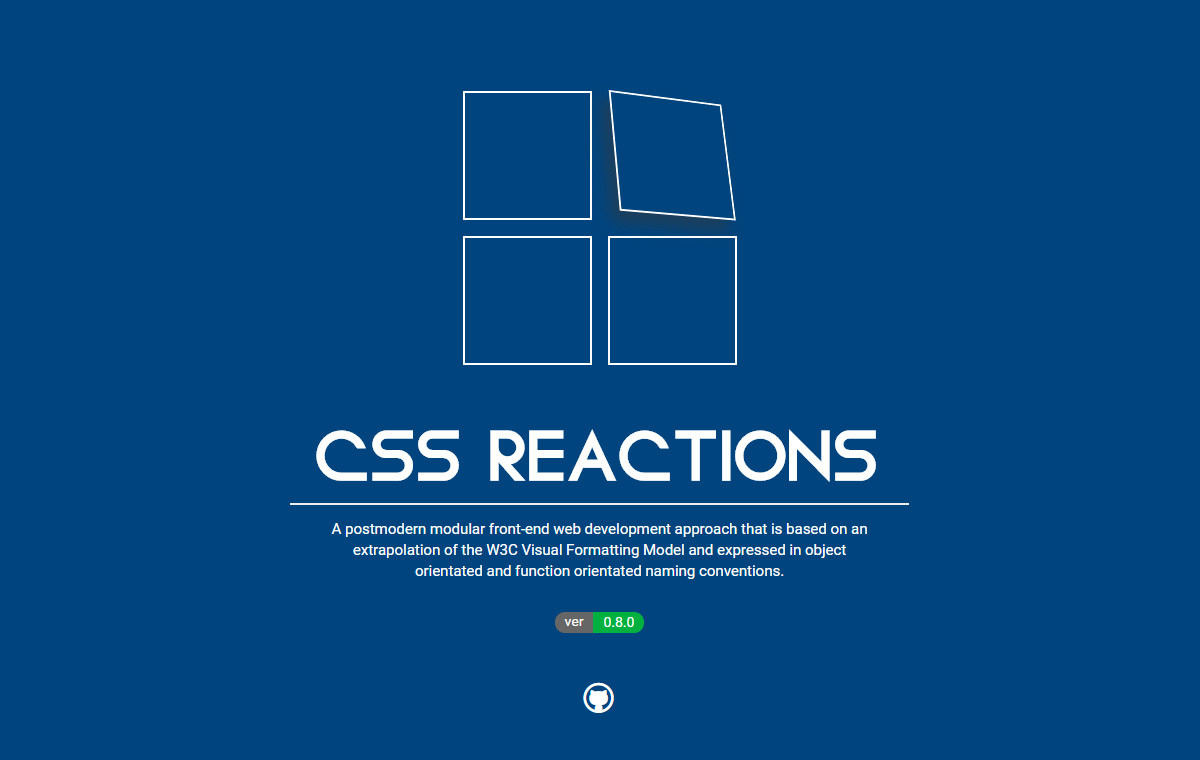 CSS REACTIONS
A postmodern modular front-end web development approach that is based on an
extrapolation of the W3C Visual Formatting Model and expressed in object
orientated and function orientated naming conventions.
ver 0.8.0